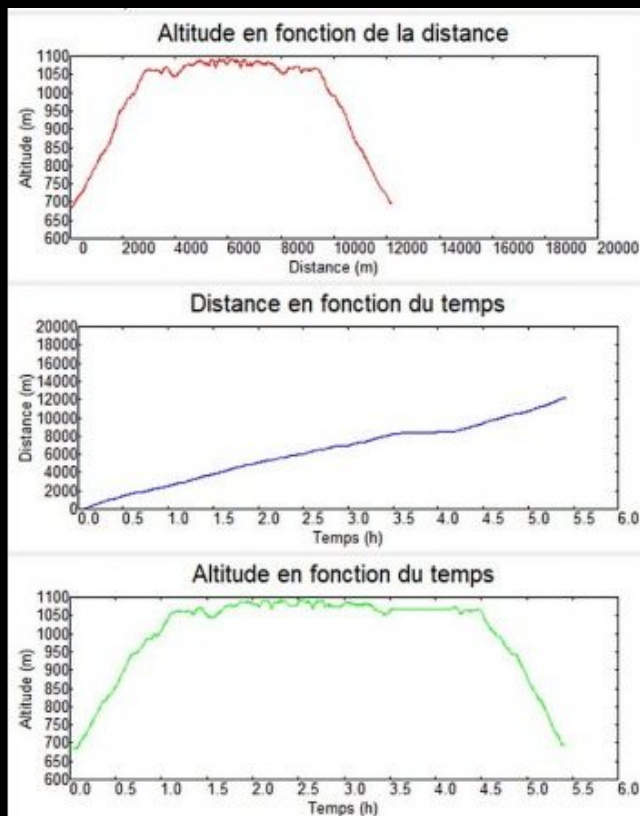 Altitude en fonction de la distance
Altitude (m)
1100
1050
1000
950
900
850
800
750
700
650
600
0 2000 4000 6000 8000 10000 12000 14000 16000 18000 20000
Distance (m)
Distance en fonction du temps
Distance (m)
20000
18000
16000
14000
12000
10000
8000
6000
4000
2000
0
0.0 0.5 1.0 1.5 2.0 2.5 3.0 3.5 4.0 4.5 5.0 5.5 6.0
Temps (h)
Altitude en fonction du temps
Altitude (m)
1100
1050
1000
950
900
850
800
750
700
650
600
0.0 0.5 1.0 1.5 2.0 2.5 3.0 3.5 4.0 4.5 5.0 5.5 6.0
Temps (h)